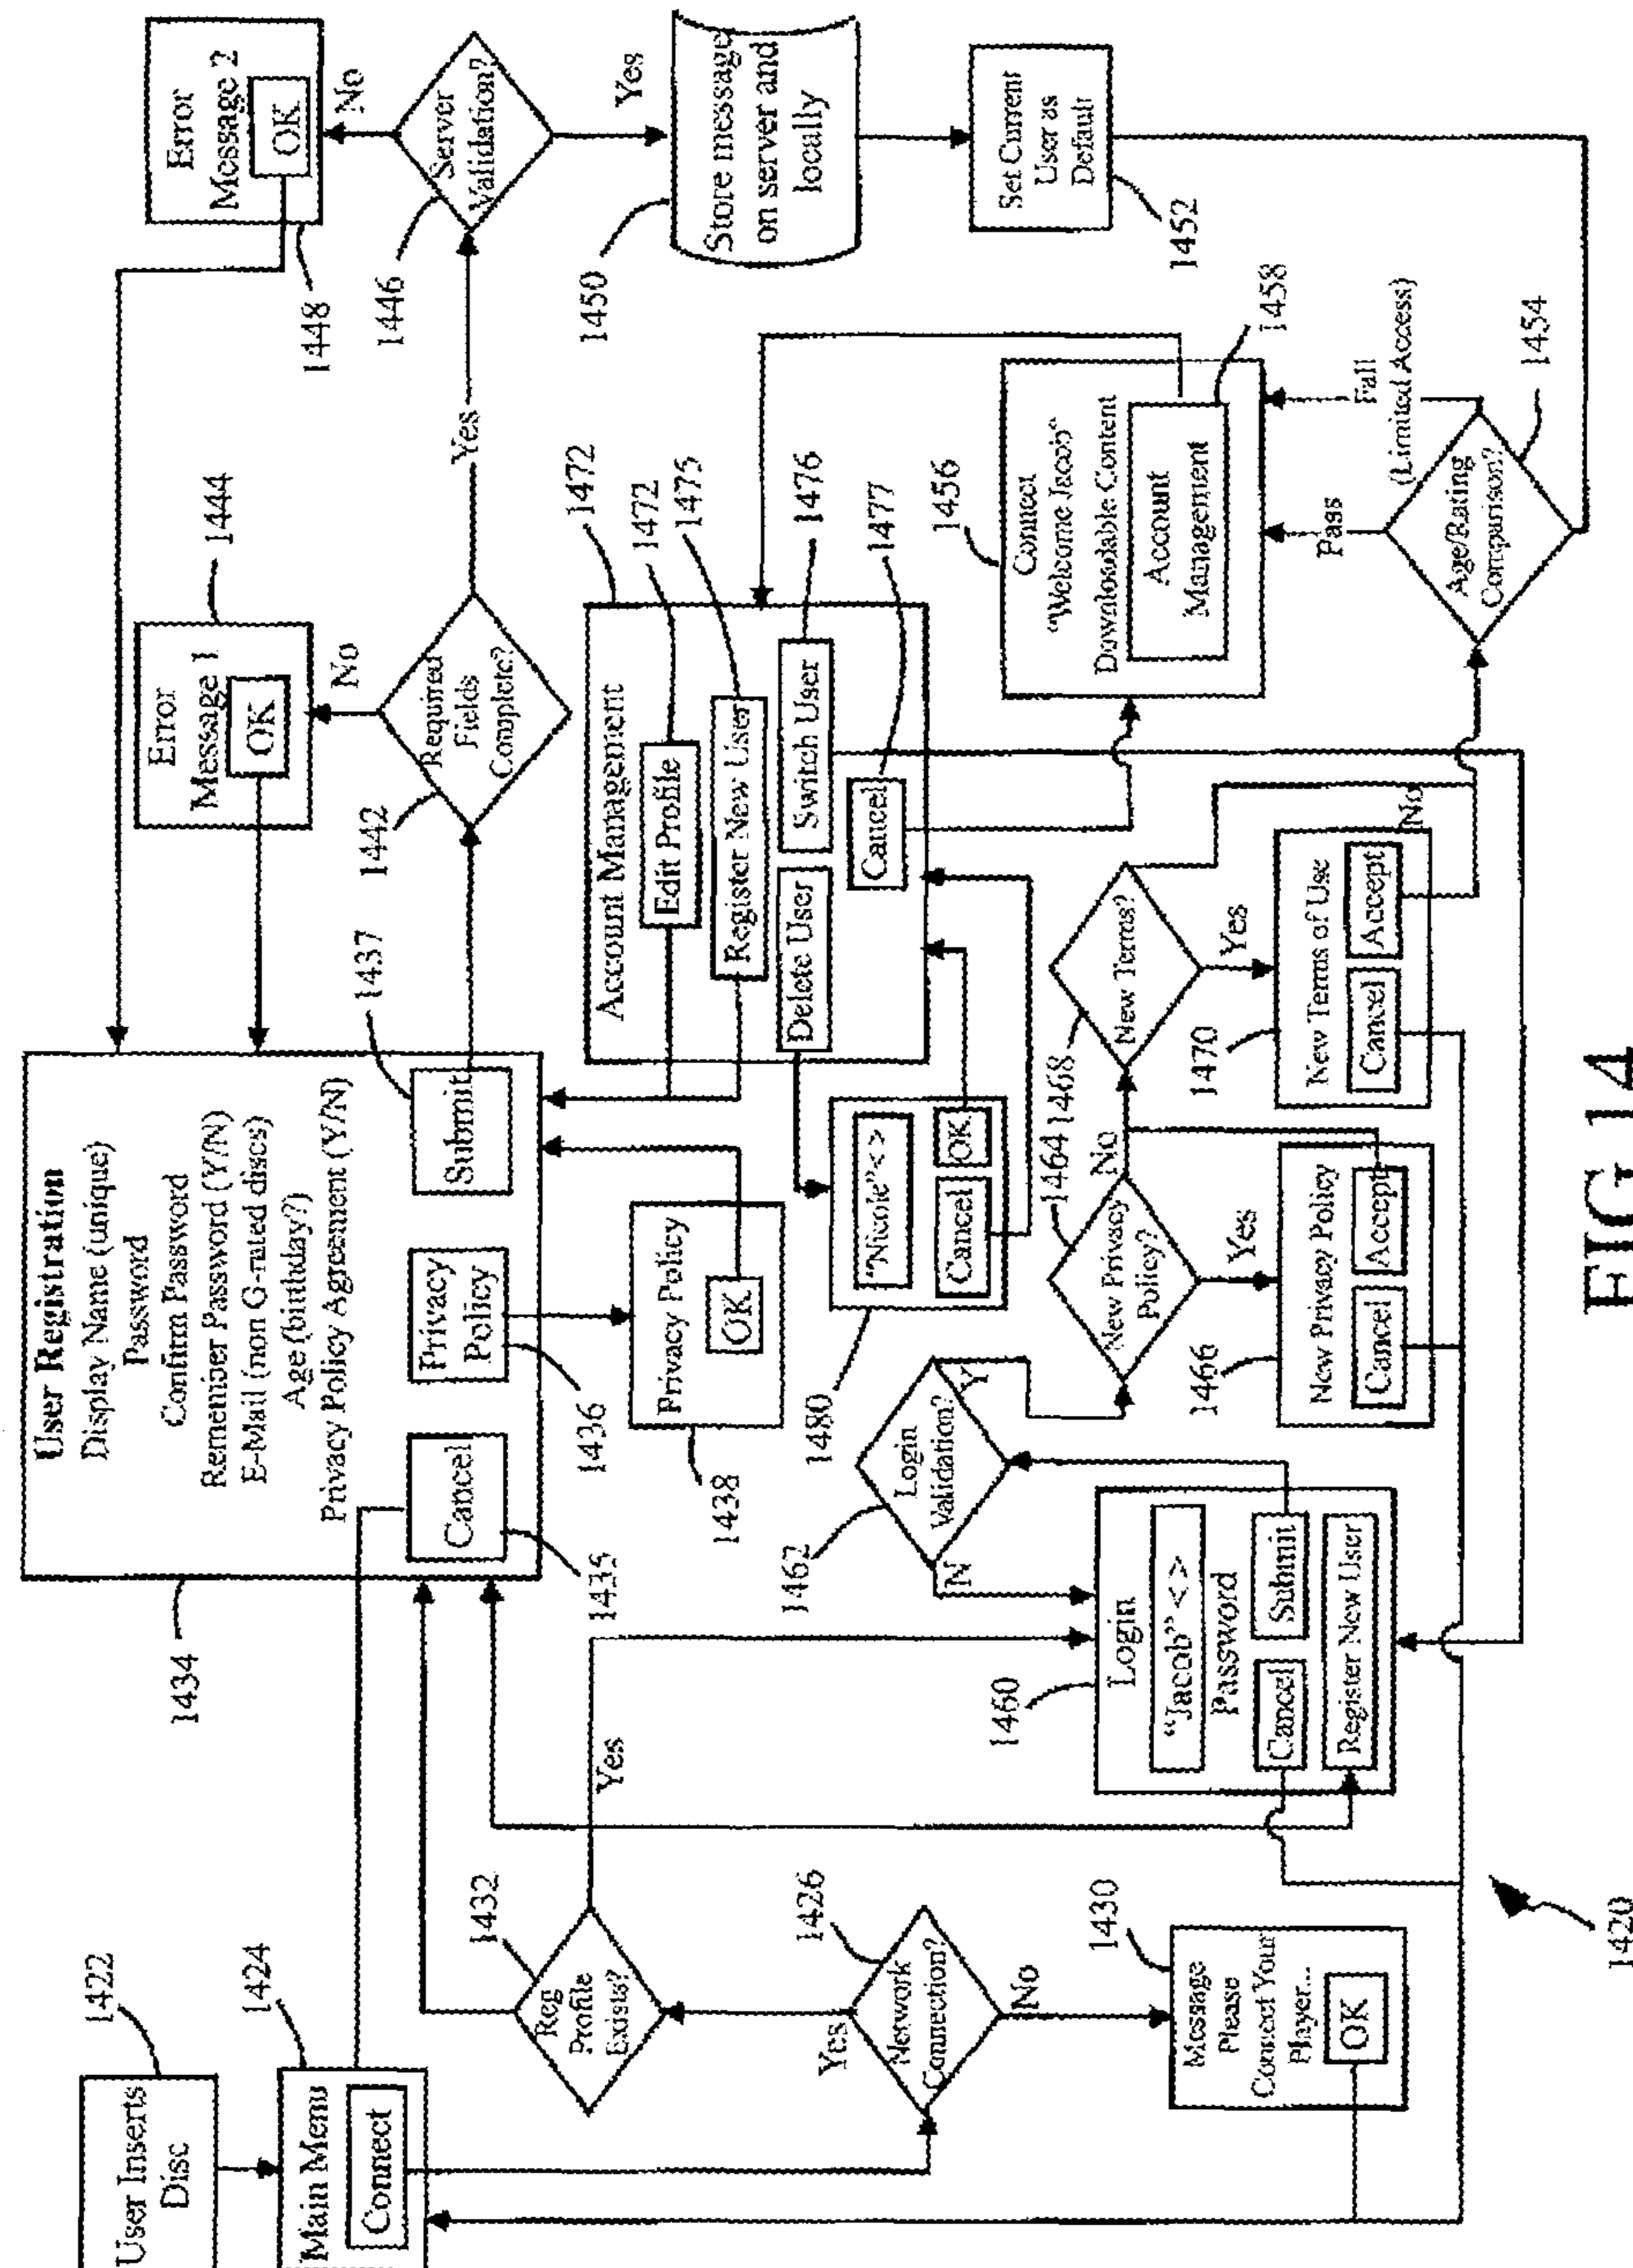 1422
User Inserts
Disc
1424
Main Menu
Connect
1432
Reg
Profile
Exists?
Yes
1426
Network
Connection?
Yes
No
1430
Message
Please
Connect Your
Player...
OK
1434
User Registration
Display Name (unique)
Password
Confirm Password
Remember Password (Y/N)
E-Mail (non G-rated discs)
Age (birthday?)
Privacy Policy Agreement (Y/N)
Cancel
Privacy
Policy
Submit
1435
1436
1437
1438
Privacy Policy
OK
1442
Required
Fields
Complete?
No
Yes
1444
Error
Message 1
OK
1446
Server
Validation?
No
Yes
1448
Error
Message 2
OK
1450
Store message
on server and
locally
1452
Set Current
User as
Default
1472
Account Management
Edit Profile
1472
Register New User
1475
Delete User
Switch User
1476
Cancel
1477
1480
"Nicole"< >
Cancel
OK
1456
Connect
"Welcome Jacob"
Downloadable Content
Account
Management
1458
Pass
Fail
(Limited Access)
Age/Rating
Comparison?
1454
1460
Login
"Jacob" < >
Password
Cancel
Submit
Register New User
1462
Login
Validation?
N
Y
1464
New Privacy
Policy?
No
Yes
1466
New Privacy Policy
Cancel
Accept
1468
New Terms?
Yes
No
1470
New Terms of Use
Cancel
Accept
1420
FIG 14